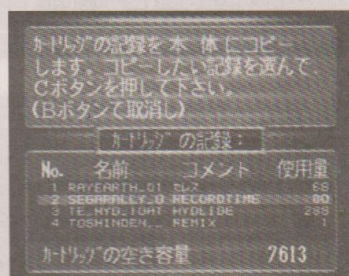 カートリッジの記録を 本 体 にコピー
します。コピーしたい記録を選んで、
Cボタンを押して下さい。
(Bボタンで取消し)
カートリッジ の記録:
No. 名前 コメント 使用量
1 RAYEARTH_01 セレス 68
2 SEGARALLY_0 RECORDTIME 80
3 TE_HYD_TOAT HYDLIDE 288
4 TOSHINDEN__ REMIX 1
カートリッジの空き容量 7613